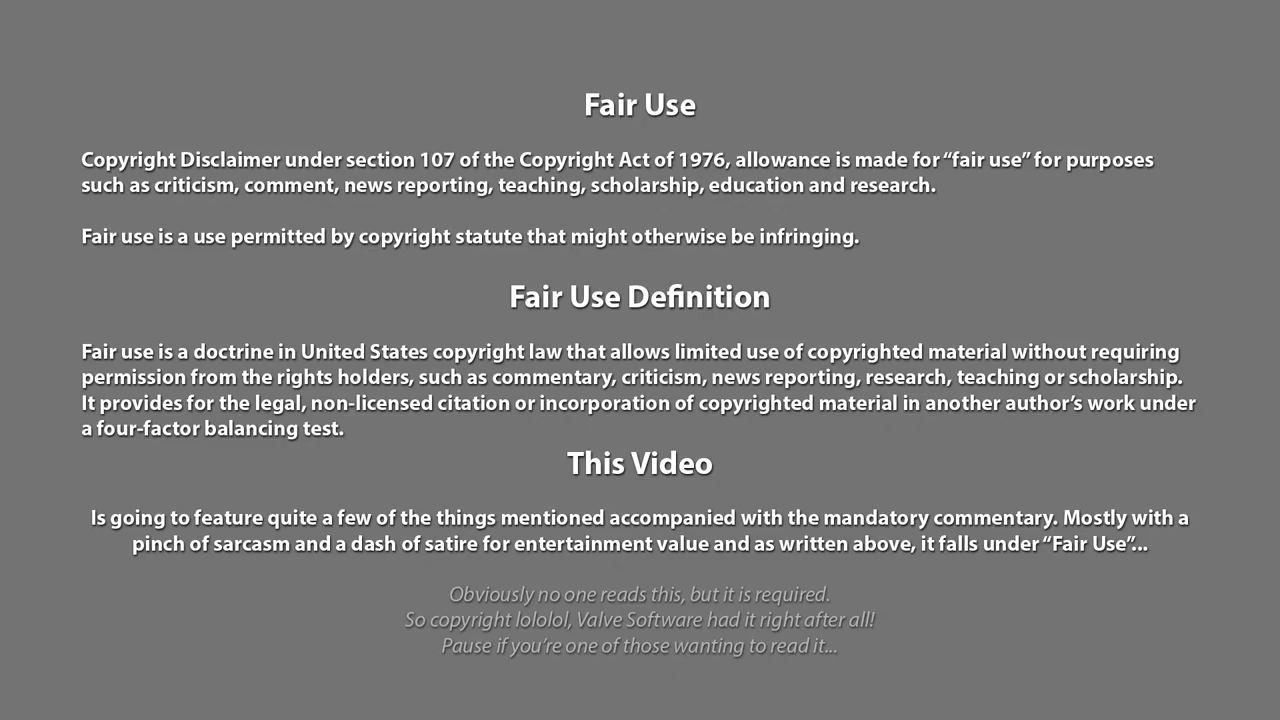 Fair Use
Copyright Disclaimer under section 107 of the Copyright Act of 1976, allowance is made for “fair use” for purposes
such as criticism, comment, news reporting, teaching, scholarship, education and research.
Fair use is a use permitted by copyright statute that might otherwise be infringing.
Fair Use Definition
Fair use is a doctrine in United States copyright law that allows limited use of copyrighted material without requiring
permission from the rights holders, such as commentary, criticism, news reporting, research, teaching or scholarship.
It provides for the legal, non-licensed citation or incorporation of copyrighted material in another author’s work under
a four-factor balancing test.
This Video
Is going to feature quite a few of the things mentioned accompanied with the mandatory commentary. Mostly with a
pinch of sarcasm and a dash of satire for entertainment value and as written above, it falls under “Fair Use”...
Obviously no one reads this, but it is required.
So copyright lololol, Valve Software had it right after all!
Pause if you’re one of those wanting to read it...